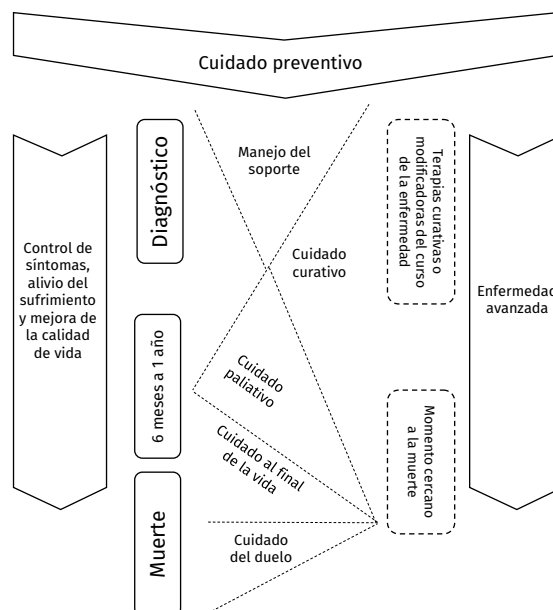 Cuidado preventivo
Diagnóstico
Manejo del
soporte
Terapias curativas o
modificadoras del curso
de la enfermedad
Control de
síntomas,
alivio del
sufrimiento
y mejora de
la calidad
de vida
Cuidado
curativo
Enfermedad
avanzada
6 meses a 1 año
Cuidado
paliativo
Cuidado al final
de la vida
Momento cercano
a la muerte
Muerte
Cuidado
del duelo